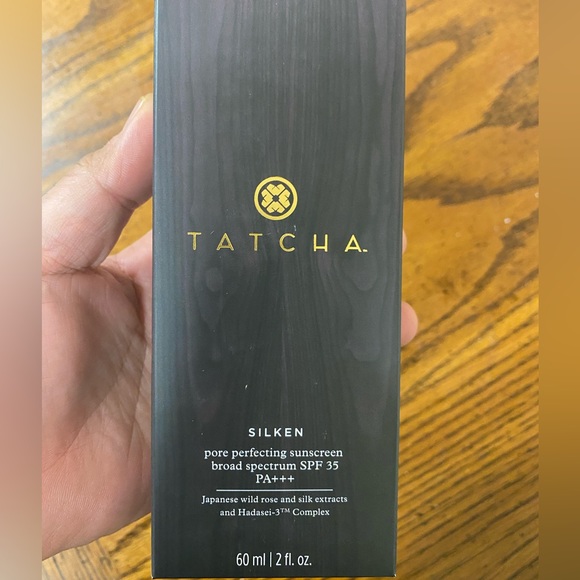 TATCHA™
SILKEN
pore perfecting sunscreen
broad spectrum SPF 35
PA+++
Japanese wild rose and silk extracts
and Hadasei-3™ Complex
60 ml | 2 fl. oz.